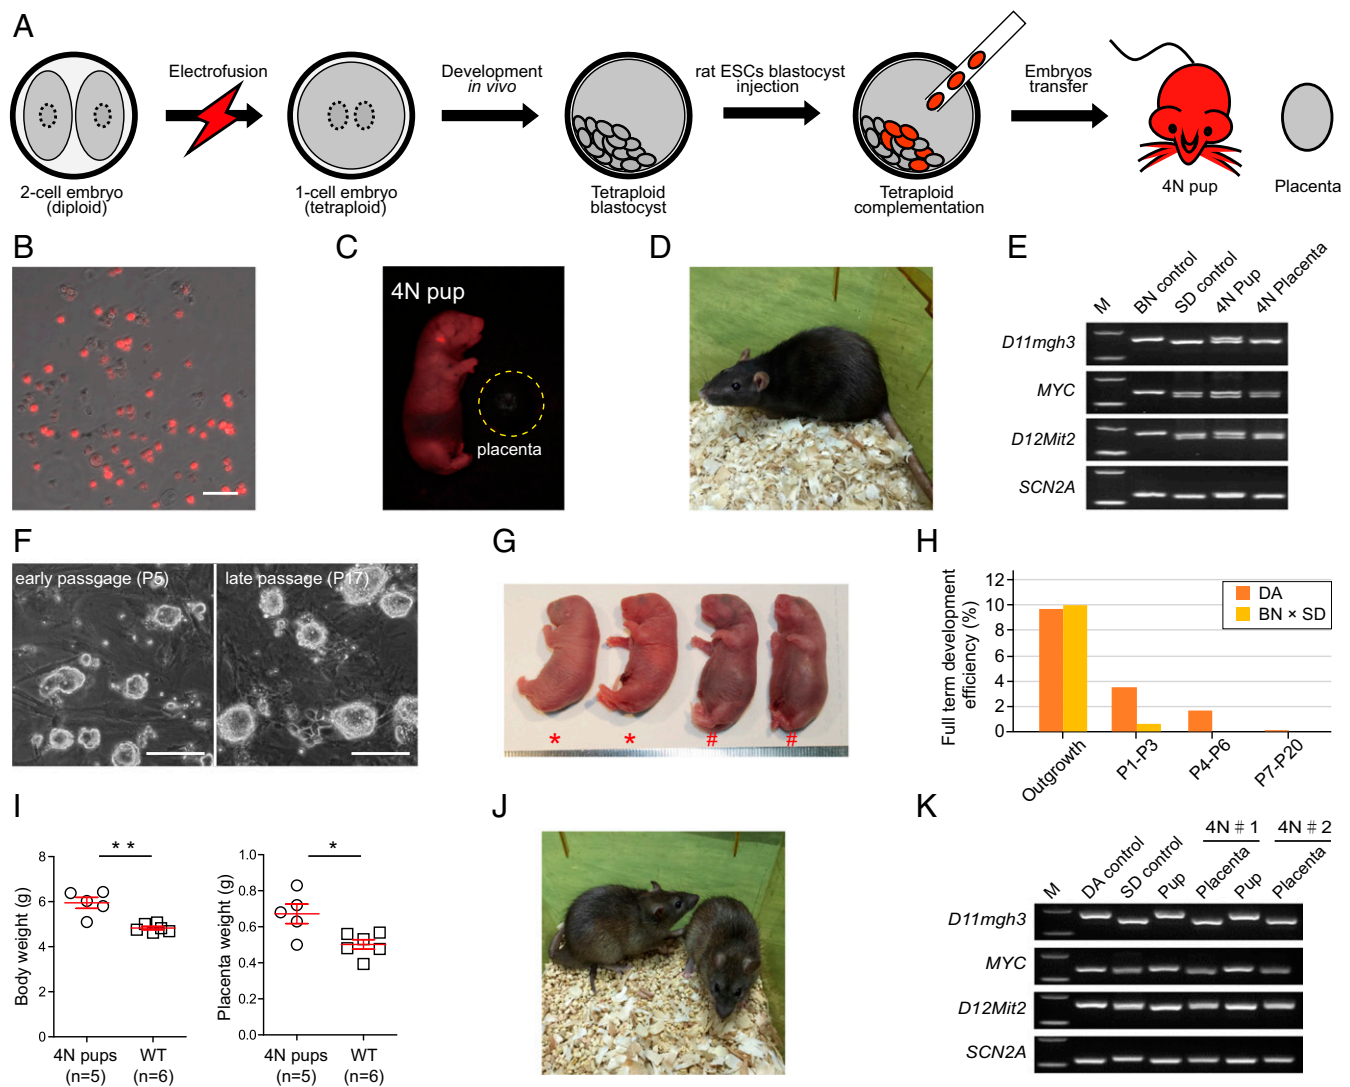 A
Electrofusion
Development
in vivo
rat ESCs blastocyst
injection
Embryos
transfer
2-cell embryo
(diploid)
1-cell embryo
(tetraploid)
Tetraploid
blastocyst
Tetraploid
complementation
4N pup
Placenta
B
C
4N pup
placenta
D
E
M
BN control
SD control
4N Pup
4N Placenta
D11mgh3
MYC
D12Mit2
SCN2A
F
early passgage (P5)
late passage (P17)
G
*
*
#
#
H
Full term development
efficiency (%)
12
10
8
6
4
2
0
DA
BN × SD
Outgrowth
P1-P3
P4-P6
P7-P20
I
Body weight (g)
8
6
4
2
0
**
4N pups
(n=5)
WT
(n=6)
Placenta weight (g)
1.0
0.8
0.6
0.4
0.2
0.0
*
4N pups
(n=5)
WT
(n=6)
J
K
4N #1
4N #2
M
DA control
SD control
Pup
Placenta
Pup
Placenta
D11mgh3
MYC
D12Mit2
SCN2A